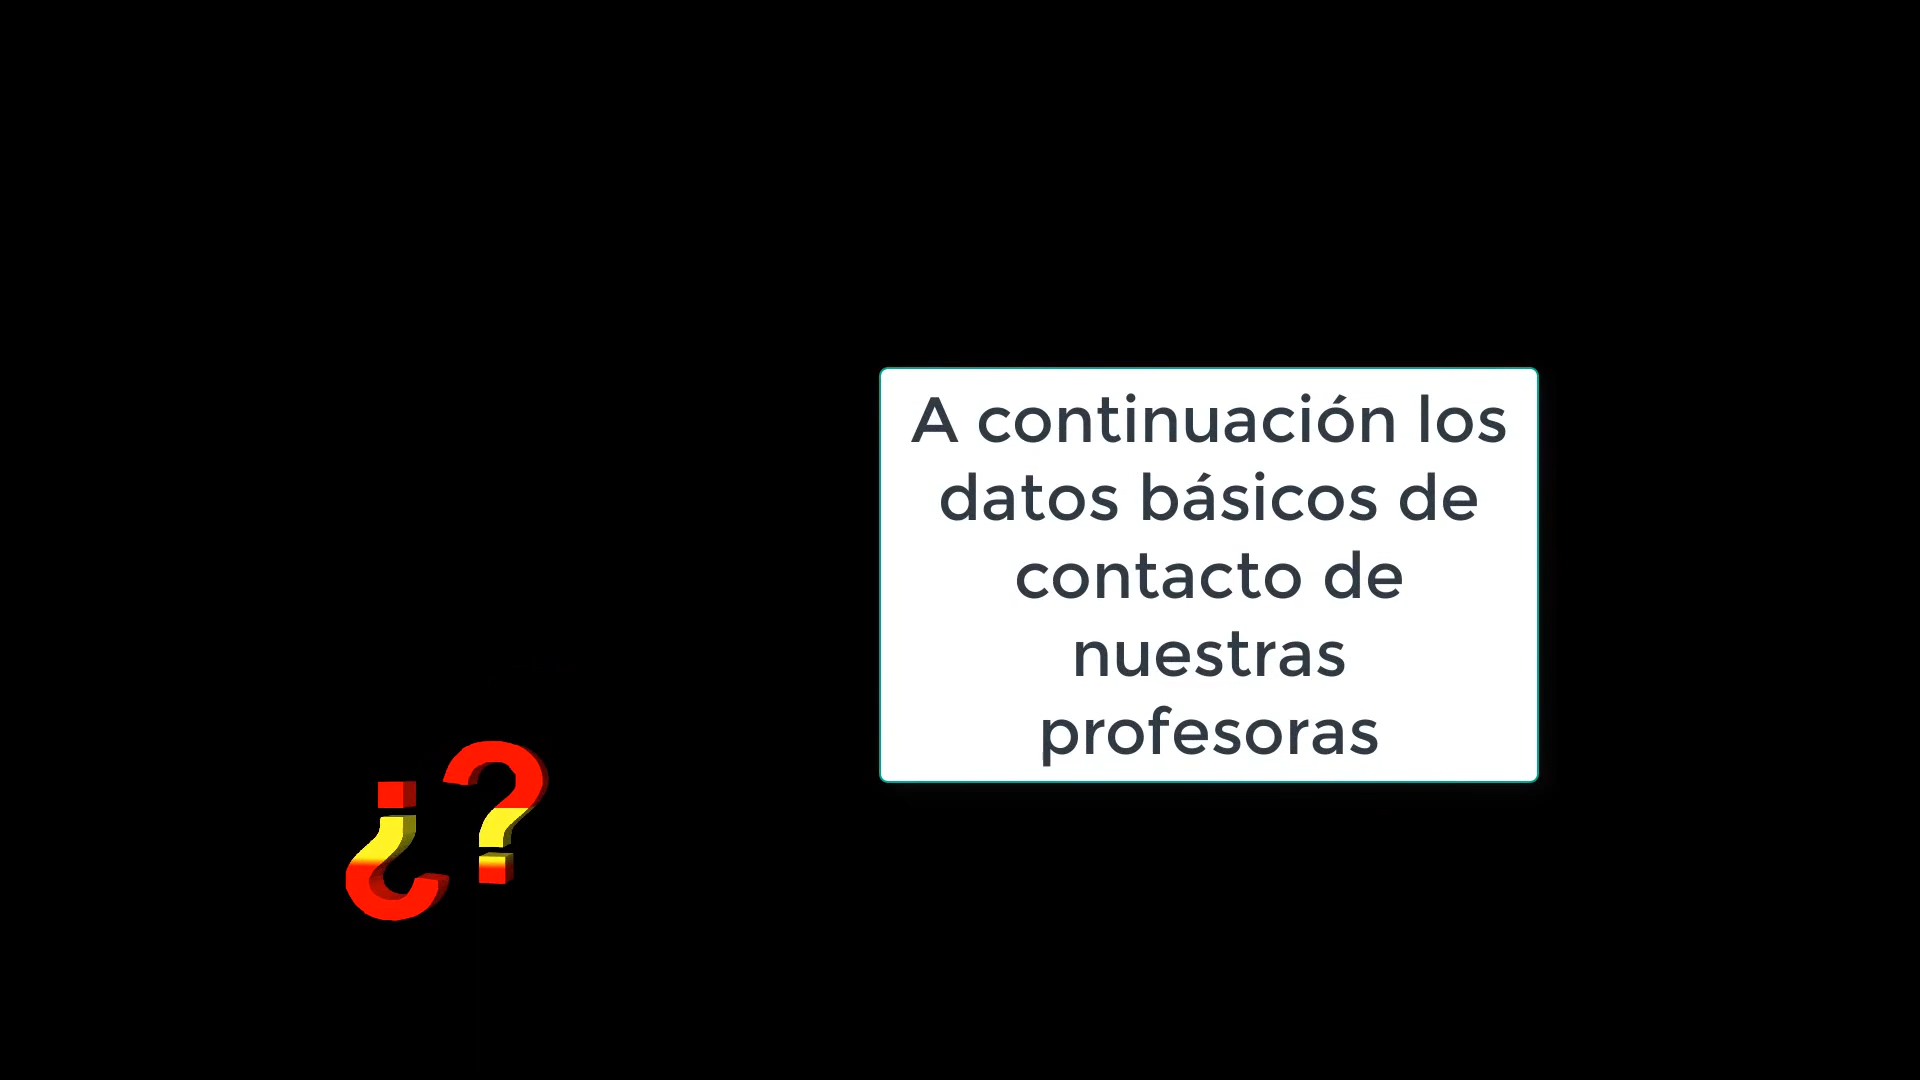 A continuación los
datos básicos de
contacto de
nuestras
profesoras
¿?